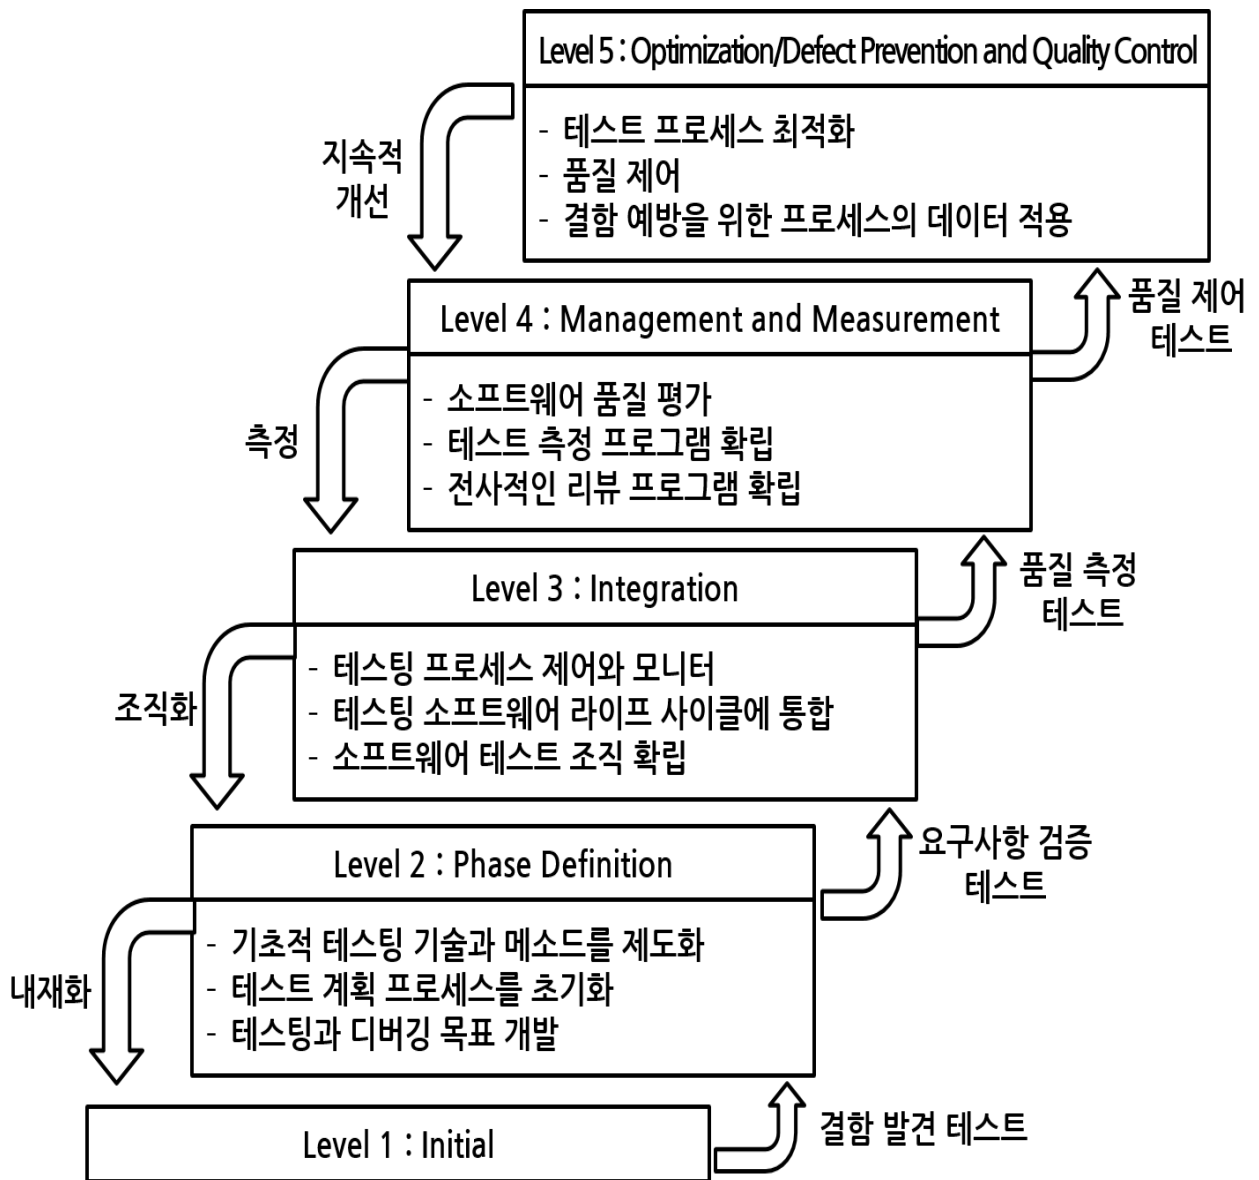 Level 5 : Optimization/Defect Prevention and Quality Control
- 테스트 프로세스 최적화
- 품질 제어
- 결함 예방을 위한 프로세스의 데이터 적용
지속적
개선
품질 제어
테스트
Level 4 : Management and Measurement
- 소프트웨어 품질 평가
- 테스트 측정 프로그램 확립
- 전사적인 리뷰 프로그램 확립
측정
품질 측정
테스트
Level 3 : Integration
- 테스팅 프로세스 제어와 모니터
- 테스팅 소프트웨어 라이프 사이클에 통합
- 소프트웨어 테스트 조직 확립
조직화
요구사항 검증
테스트
Level 2 : Phase Definition
- 기초적 테스팅 기술과 메소드를 제도화
- 테스트 계획 프로세스를 초기화
- 테스팅과 디버깅 목표 개발
내재화
결함 발견 테스트
Level 1 : Initial